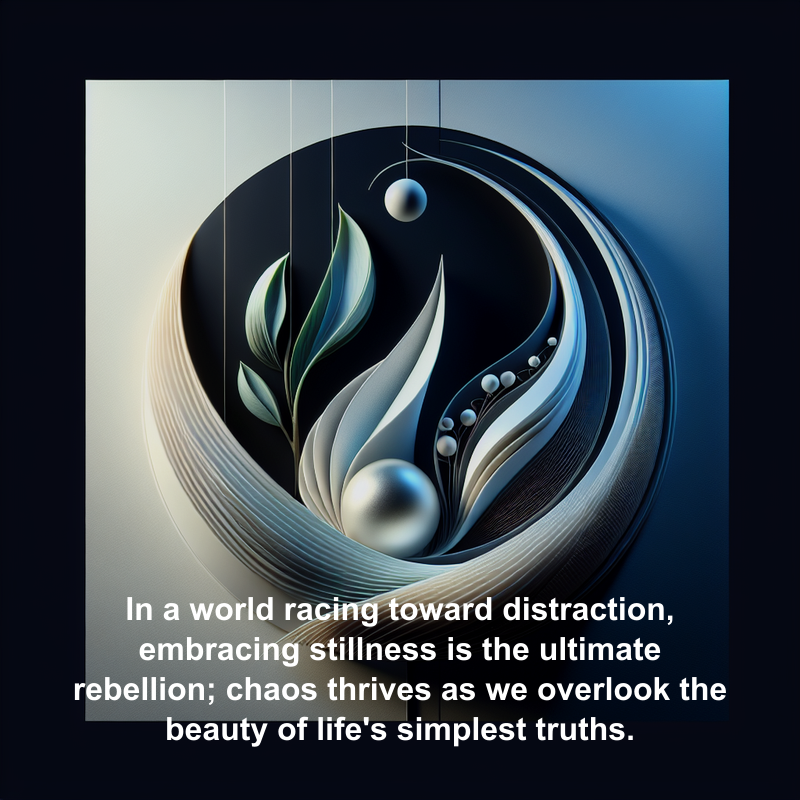 In a world racing toward distraction,
embracing stillness is the ultimate
rebellion; chaos thrives as we overlook the
beauty of life's simplest truths.